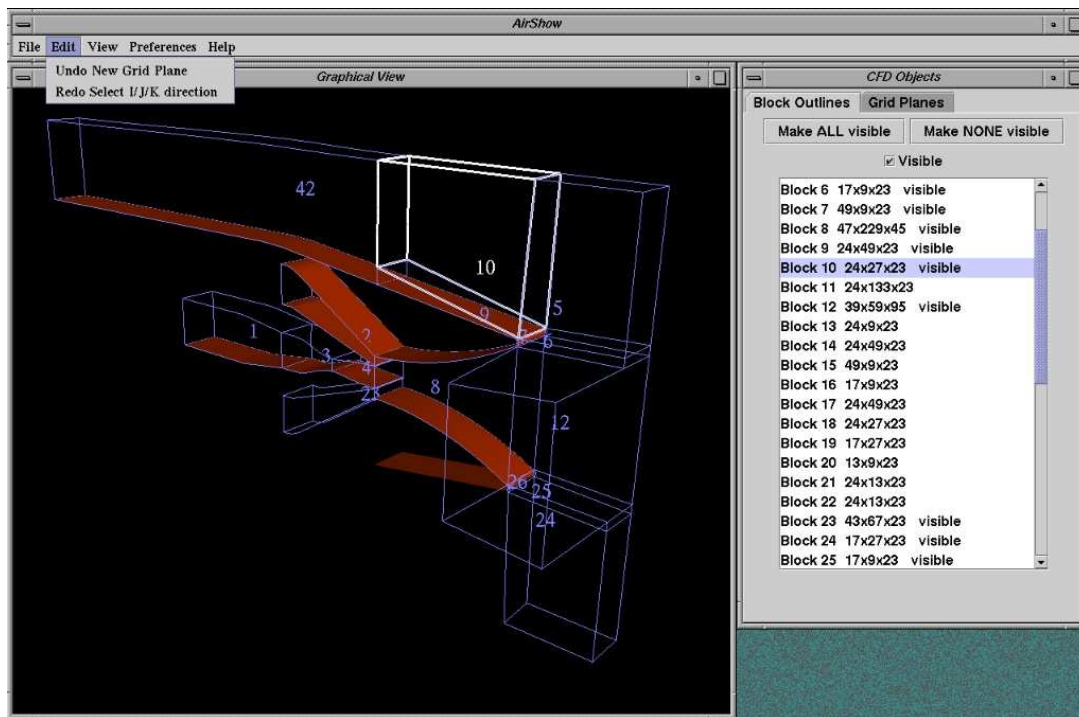 AirShow
File Edit View Preferences Help
Undo New Grid Plane
Redo Select I/J/K direction
Graphical View
42
10
5
9
7
6
1
2
3
4
23
8
12
26
25
24
CFD Objects
Block Outlines Grid Planes
Make ALL visible Make NONE visible
Visible
Block 6 17x9x23 visible
Block 7 49x9x23 visible
Block 8 47x229x45 visible
Block 9 24x49x23 visible
Block 10 24x27x23 visible
Block 11 24x133x23
Block 12 39x59x95 visible
Block 13 24x9x23
Block 14 24x49x23
Block 15 49x9x23
Block 16 17x9x23
Block 17 24x49x23
Block 18 24x27x23
Block 19 17x27x23
Block 20 13x9x23
Block 21 24x13x23
Block 22 24x13x23
Block 23 43x67x23 visible
Block 24 17x27x23 visible
Block 25 17x9x23 visible